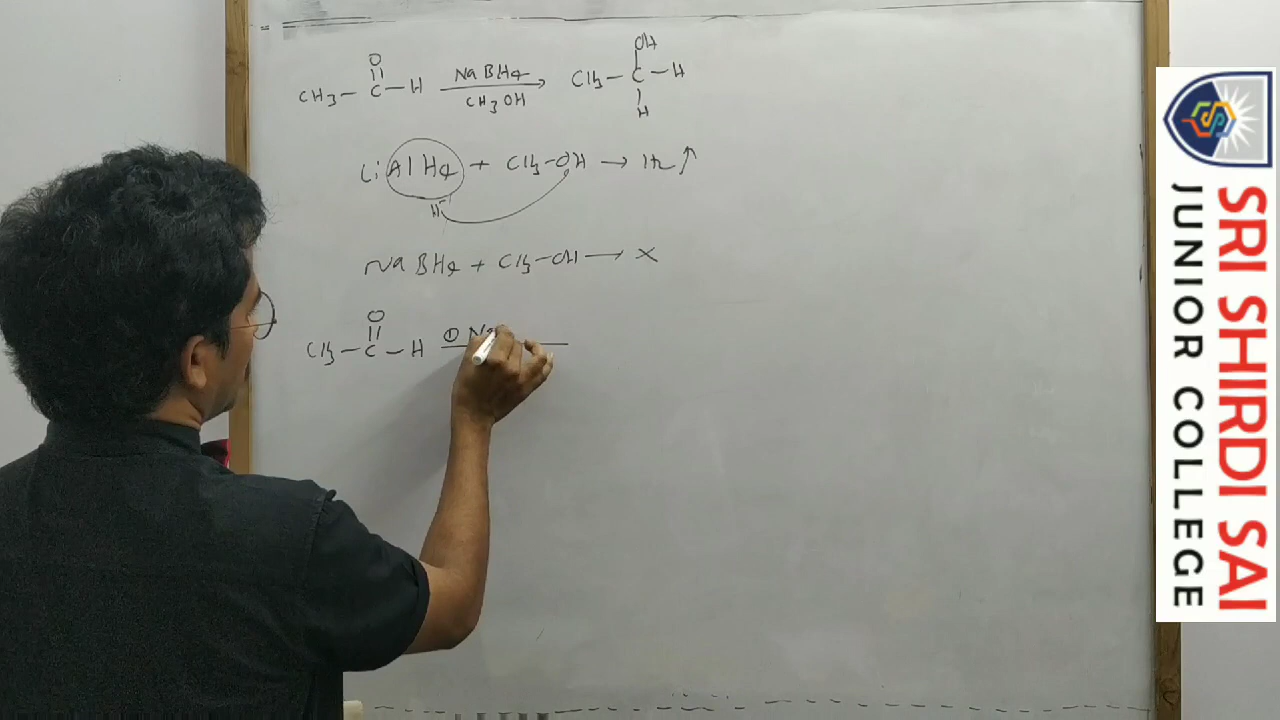 O
CH3 – C – H NaBH4 CH3OH → CH3 – C – H
OH
H
LiAlH4 + CH3–OH → H2 ↑
H-
NaBH4 + CH3–OH → X
O
CH3 – C – H ① Na
SRI SHIRDI SAI
JUNIOR COLLEGE